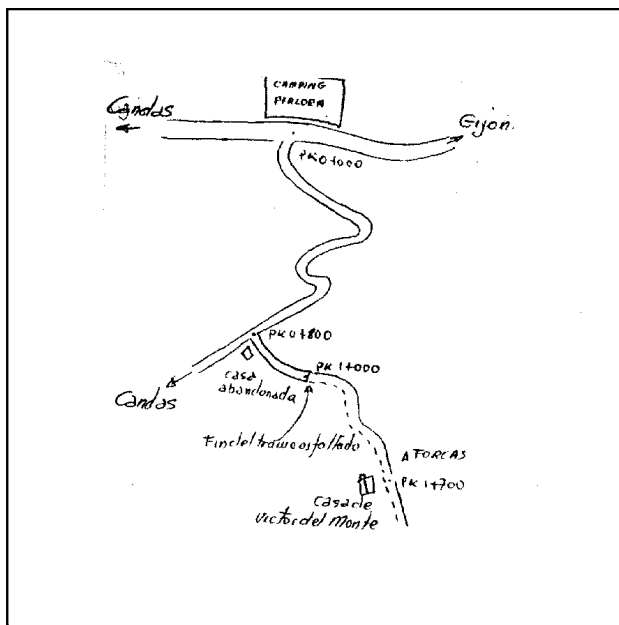 CAMPING
PERLORA
Candas
Gijon.
PK 0+000
PK 0+800
PK 1+000
casa
abandonada
Candas
Fin del tramo asfaltado
A FORCAS
PK 1+700
Casa de
Victor del Monte